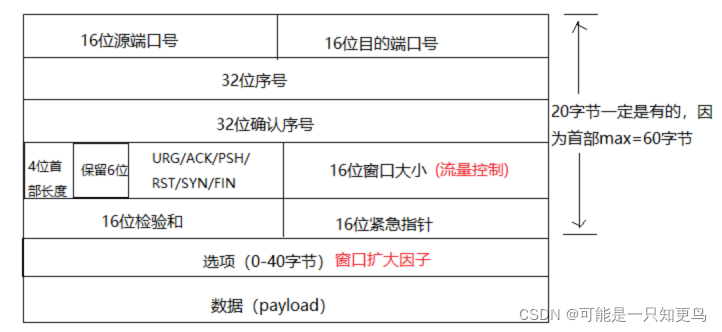 16位源端口号
16位目的端口号
32位序号
32位确认序号
4位首
部长度
保留6位
URG/ACK/PSH/
RST/SYN/FIN
16位窗口大小 (流量控制)
16位检验和
16位紧急指针
选项（0-40字节）窗口扩大因子
数据（payload）
20字节一定是有的，因
为首部max=60字节
CSDN @可能是一只知更鸟